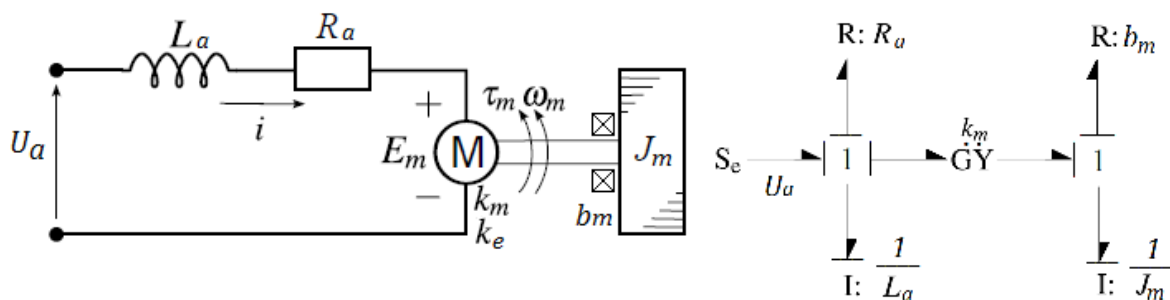 L_a
R_a
i
U_a
+
E_m
−
M
k_m
k_e
τ_m ω_m
b_m
J_m
R: R_a
R: b_m
S_e
U_a
1
k_m
GY
1
I: 1/L_a
I: 1/J_m